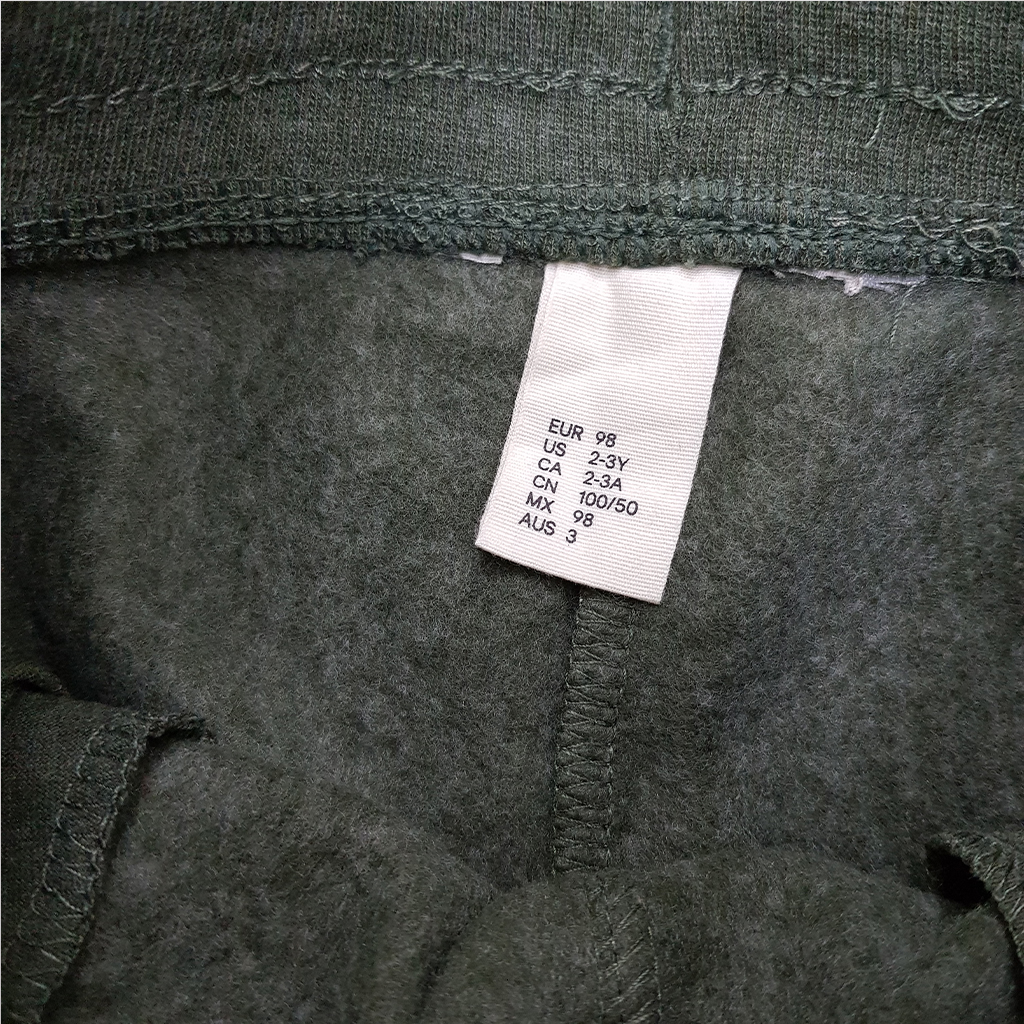 EUR 98
US 2-3Y
CA 2-3A
CN 100/50
MX 98
AUS 3